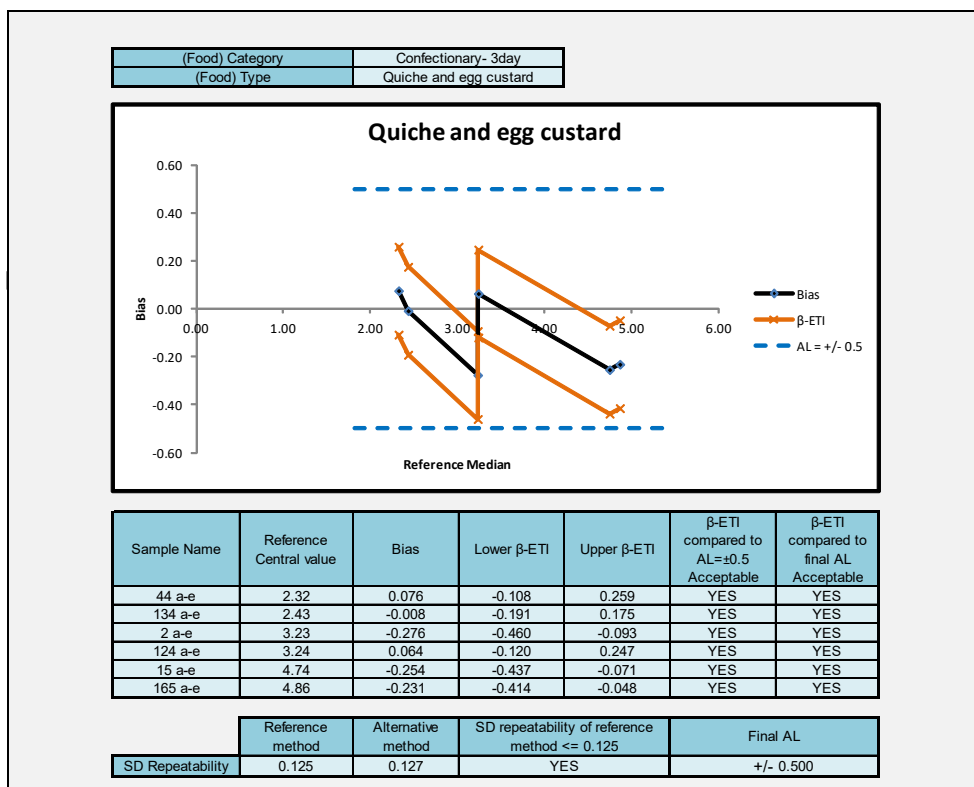 (Food) Category Confectionary- 3day
(Food) Type Quiche and egg custard
Quiche and egg custard
0.60
0.40
0.20
0.00
-0.20
-0.40
-0.60
0.00 1.00 2.00 3.00 4.00 5.00 6.00
Bias
Reference Median
Bias
β-ETI
AL = +/- 0.5
Sample Name Reference Central value Bias Lower β-ETI Upper β-ETI β-ETI compared to AL=±0.5 Acceptable β-ETI compared to final AL Acceptable
44 a-e 2.32 0.076 -0.108 0.259 YES YES
134 a-e 2.43 -0.008 -0.191 0.175 YES YES
2 a-e 3.23 -0.276 -0.460 -0.093 YES YES
124 a-e 3.24 0.064 -0.120 0.247 YES YES
15 a-e 4.74 -0.254 -0.437 -0.071 YES YES
165 a-e 4.86 -0.231 -0.414 -0.048 YES YES
Reference method Alternative method SD repeatability of reference method <= 0.125 Final AL
SD Repeatability 0.125 0.127 YES +/- 0.500